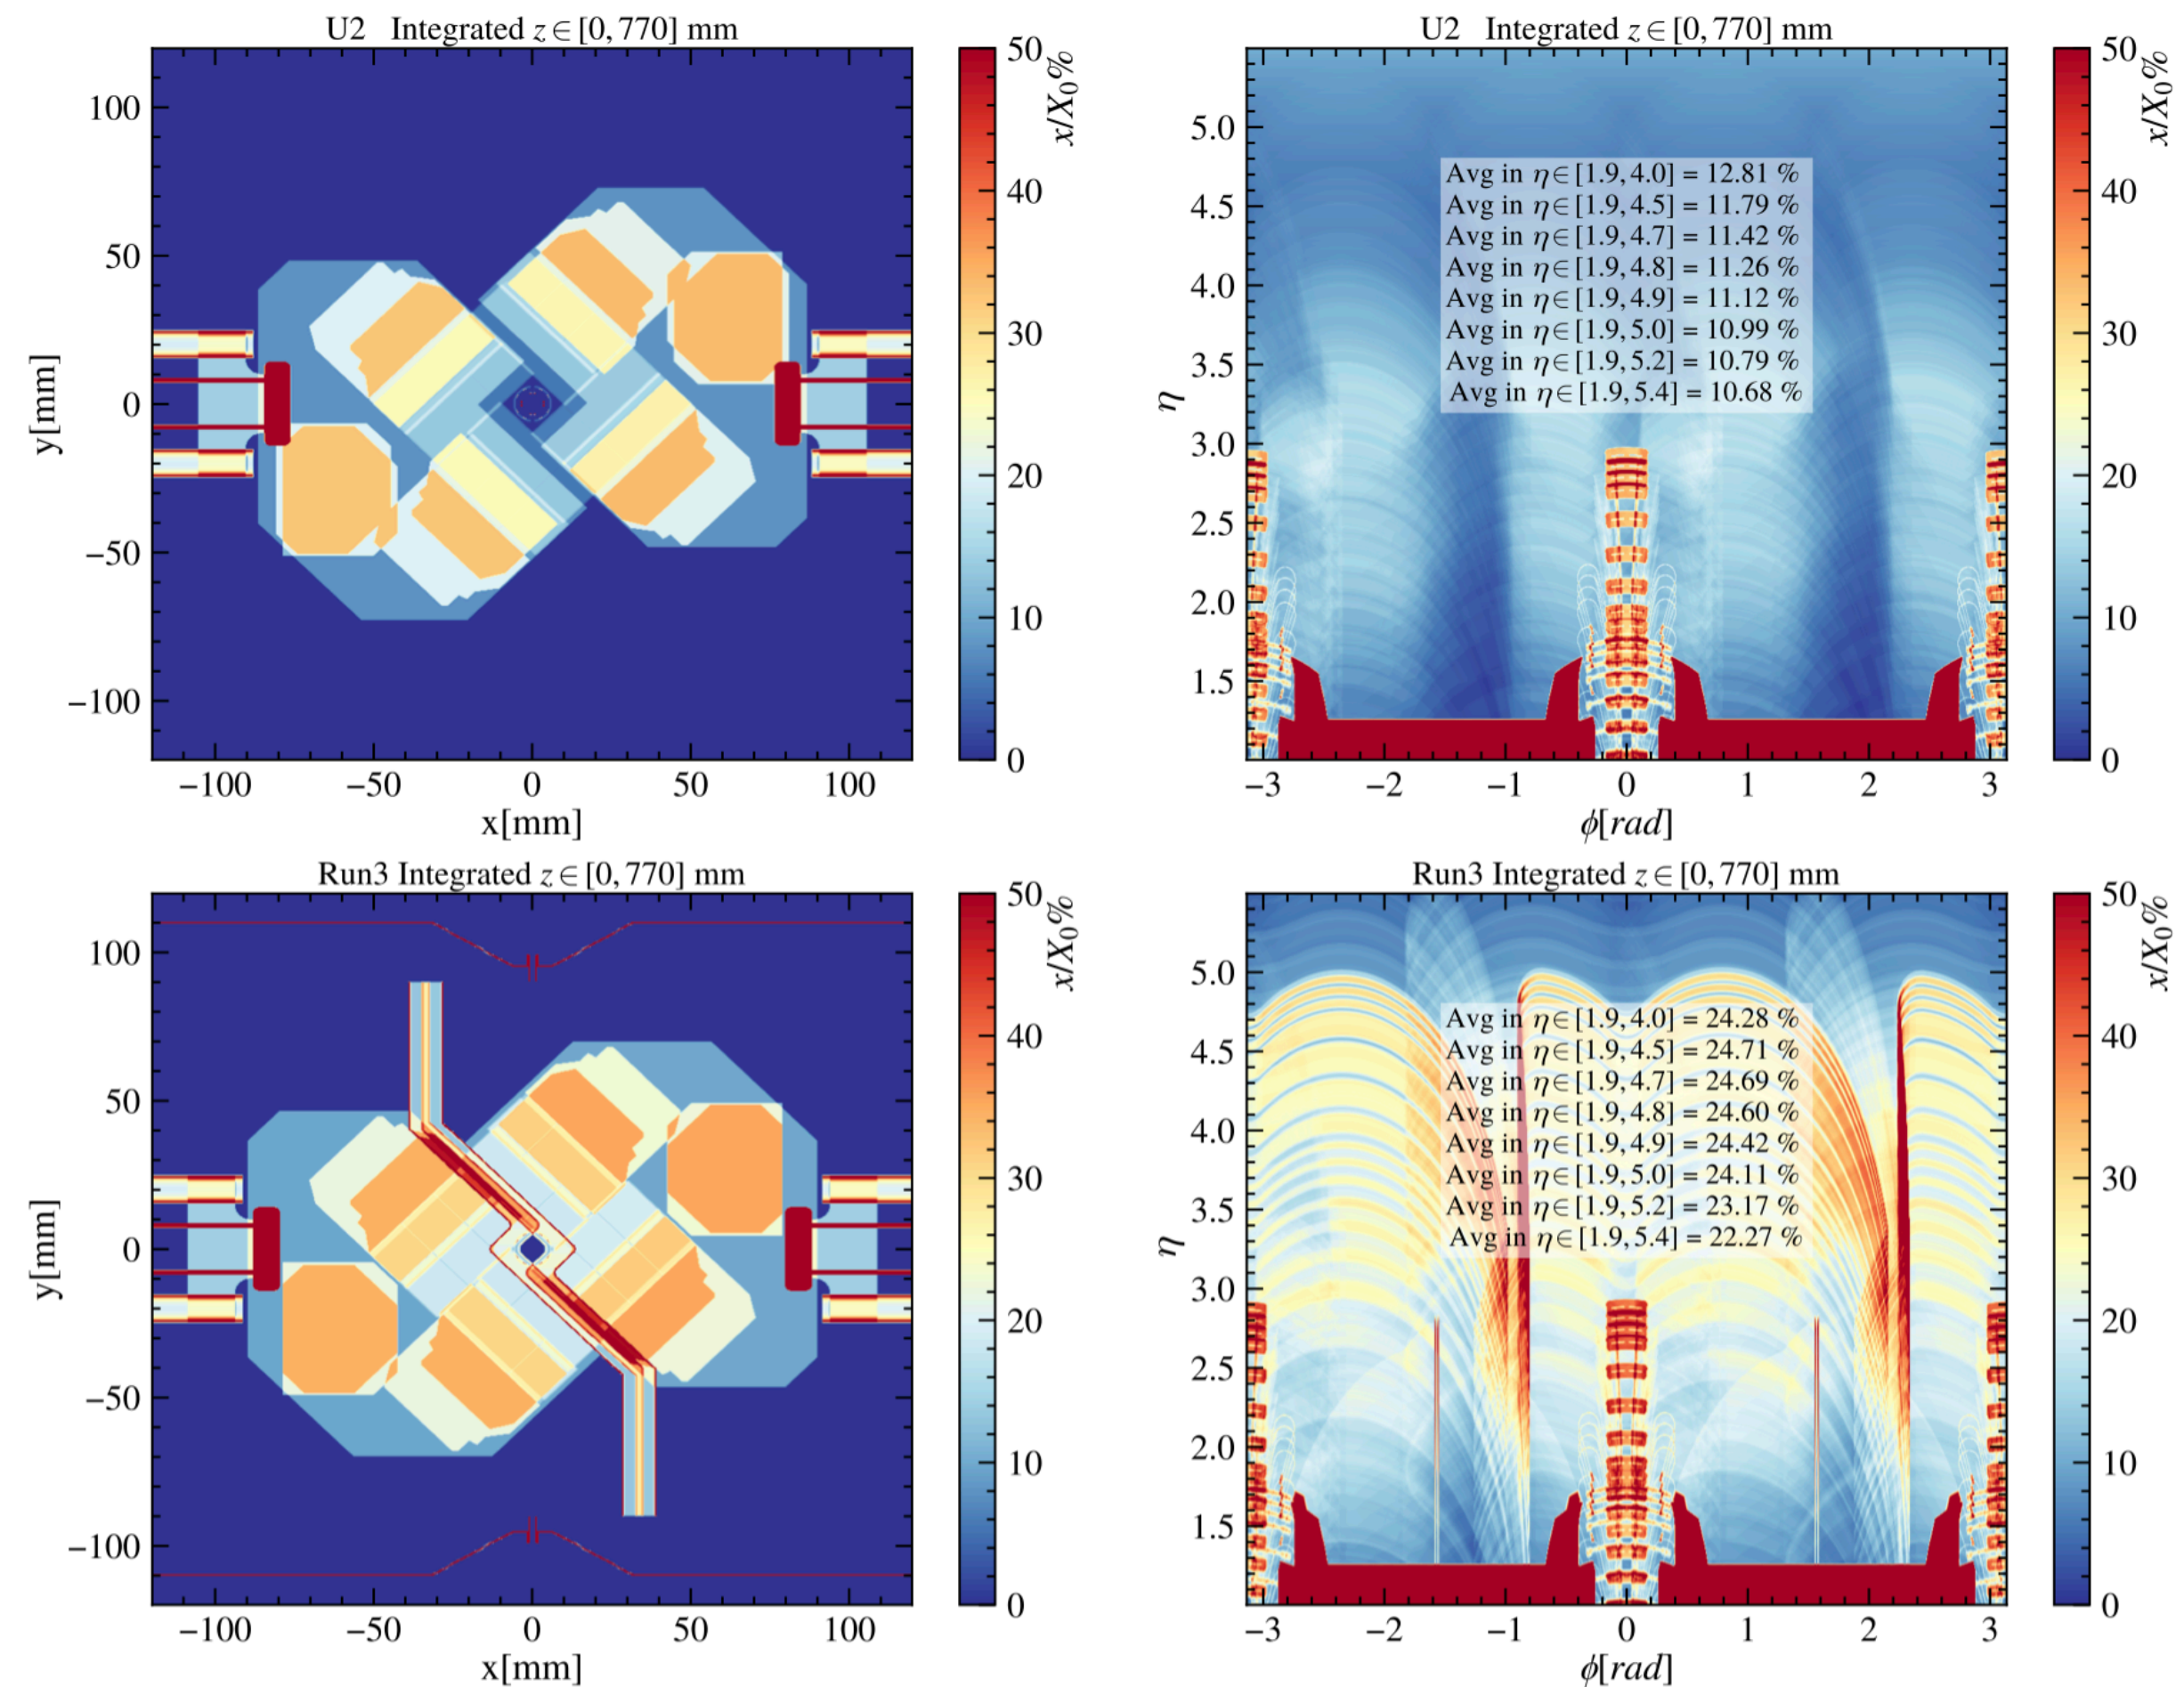 U2 Integrated z∈[0, 770] mm
100
50
0
−50
−100
y[mm]
−100 −50 0 50 100
x[mm]
50
40
30
20
10
0
x/X₀%
U2 Integrated z∈[0, 770] mm
5.0
4.5
4.0
3.5
3.0
2.5
2.0
1.5
η
Avg in η∈[1.9, 4.0] = 12.81 %
Avg in η∈[1.9, 4.5] = 11.79 %
Avg in η∈[1.9, 4.7] = 11.42 %
Avg in η∈[1.9, 4.8] = 11.26 %
Avg in η∈[1.9, 4.9] = 11.12 %
Avg in η∈[1.9, 5.0] = 10.99 %
Avg in η∈[1.9, 5.2] = 10.79 %
Avg in η∈[1.9, 5.4] = 10.68 %
−3 −2 −1 0 1 2 3
ϕ[rad]
50
40
30
20
10
0
x/X₀%
Run3 Integrated z∈[0, 770] mm
100
50
0
−50
−100
y[mm]
−100 −50 0 50 100
x[mm]
50
40
30
20
10
0
x/X₀%
Run3 Integrated z∈[0, 770] mm
5.0
4.5
4.0
3.5
3.0
2.5
2.0
1.5
η
Avg in η∈[1.9, 4.0] = 24.28 %
Avg in η∈[1.9, 4.5] = 24.71 %
Avg in η∈[1.9, 4.7] = 24.69 %
Avg in η∈[1.9, 4.8] = 24.60 %
Avg in η∈[1.9, 4.9] = 24.42 %
Avg in η∈[1.9, 5.0] = 24.11 %
Avg in η∈[1.9, 5.2] = 23.17 %
Avg in η∈[1.9, 5.4] = 22.27 %
−3 −2 −1 0 1 2 3
ϕ[rad]
50
40
30
20
10
0
x/X₀%